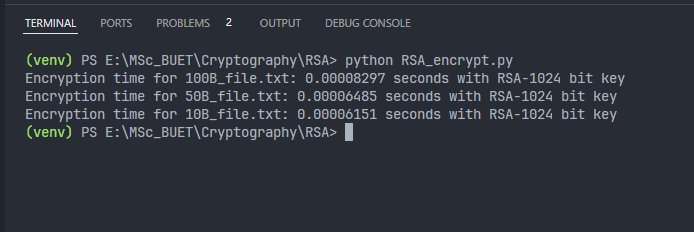 TERMINAL PORTS PROBLEMS 2 OUTPUT DEBUG CONSOLE
(venv) PS E:\MSc_BUET\Cryptography\RSA> python RSA_encrypt.py
Encryption time for 100B_file.txt: 0.00008297 seconds with RSA-1024 bit key
Encryption time for 50B_file.txt: 0.00006485 seconds with RSA-1024 bit key
Encryption time for 10B_file.txt: 0.00006151 seconds with RSA-1024 bit key
(venv) PS E:\MSc_BUET\Cryptography\RSA>